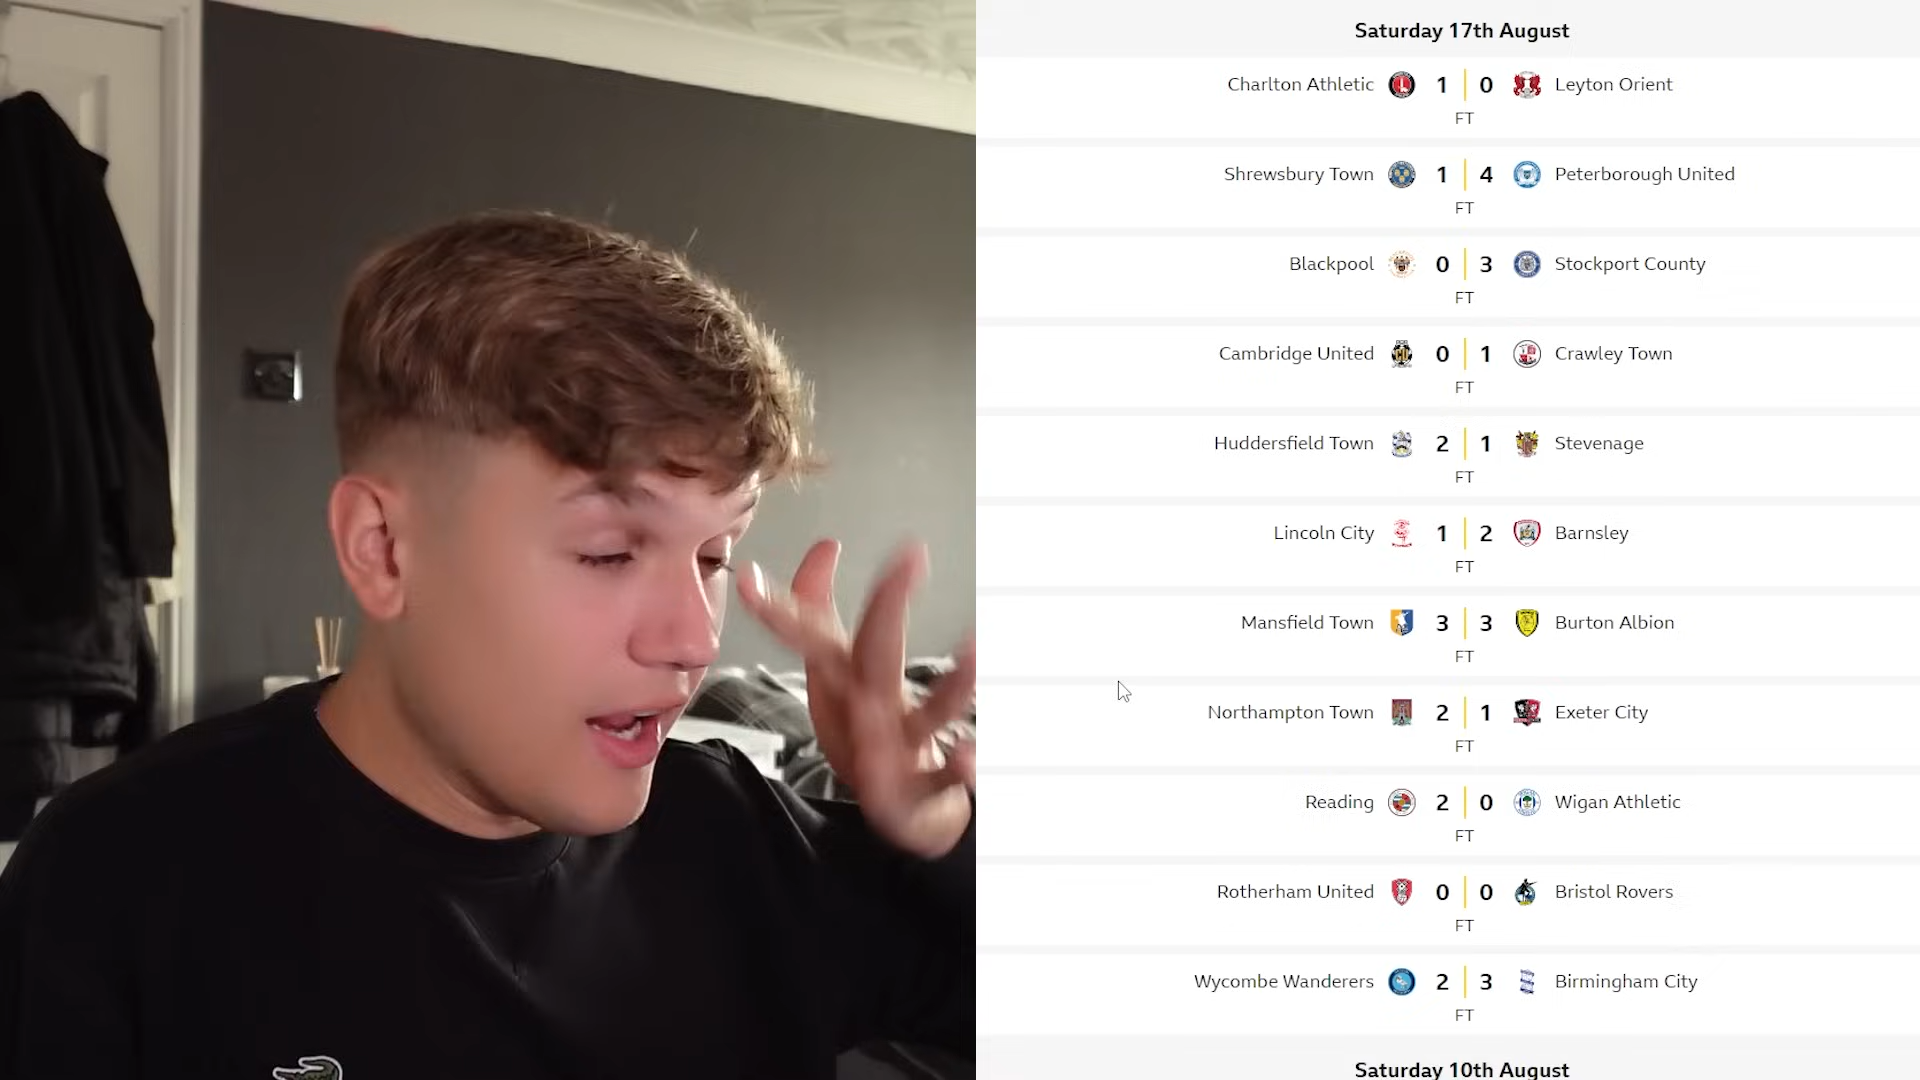 Saturday 17th August
Charlton Athletic 1 0 Leyton Orient
FT
Shrewsbury Town 1 4 Peterborough United
FT
Blackpool 0 3 Stockport County
FT
Cambridge United 0 1 Crawley Town
FT
Huddersfield Town 2 1 Stevenage
FT
Lincoln City 1 2 Barnsley
FT
Mansfield Town 3 3 Burton Albion
FT
Northampton Town 2 1 Exeter City
FT
Reading 2 0 Wigan Athletic
FT
Rotherham United 0 0 Bristol Rovers
FT
Wycombe Wanderers 2 3 Birmingham City
FT
Saturday 10th August